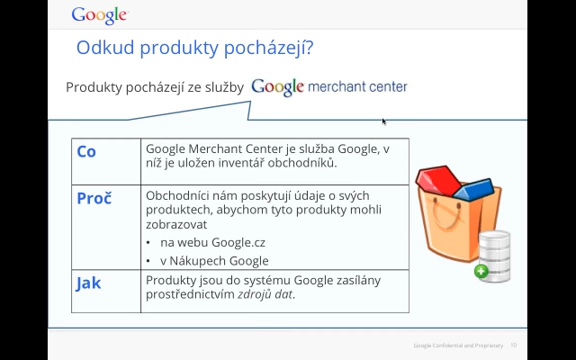 Google
Odkud produkty pocházejí?
Produkty pocházejí ze služby Google merchant center
Co
Google Merchant Center je služba Google, v
níž je uložen inventář obchodníků.
Proč
Obchodníci nám poskytují údaje o svých
produktech, abychom tyto produkty mohli
zobrazovat
• na webu Google.cz
• v Nákupech Google
Jak
Produkty jsou do systému Google zasílány
prostřednictvím zdrojů dat.
Google Confidential and Proprietary 10